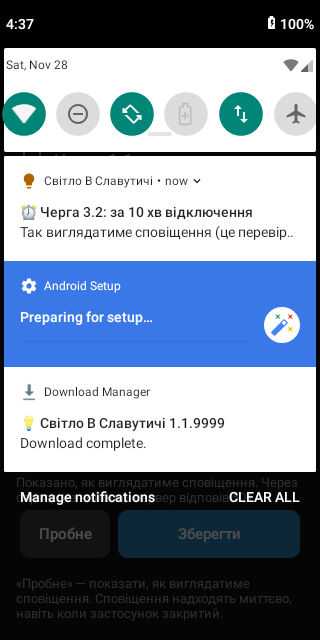 4:37
100%
Sat, Nov 28
Світло В Славутичі • now
⏰ Черга 3.2: за 10 хв відключення
Так виглядатиме сповіщення (це перевір..
Android Setup
Preparing for setup…
Download Manager
💡 Світло В Славутичі 1.1.9999
Download complete.
Показано, як виглядатиме сповіщення. Через
Manage notifications
CLEAR ALL
Пробне
Зберегти
«Пробне» — показати, як виглядатиме
сповіщення. Сповіщення надходять миттєво,
навіть коли застосунок закритий.